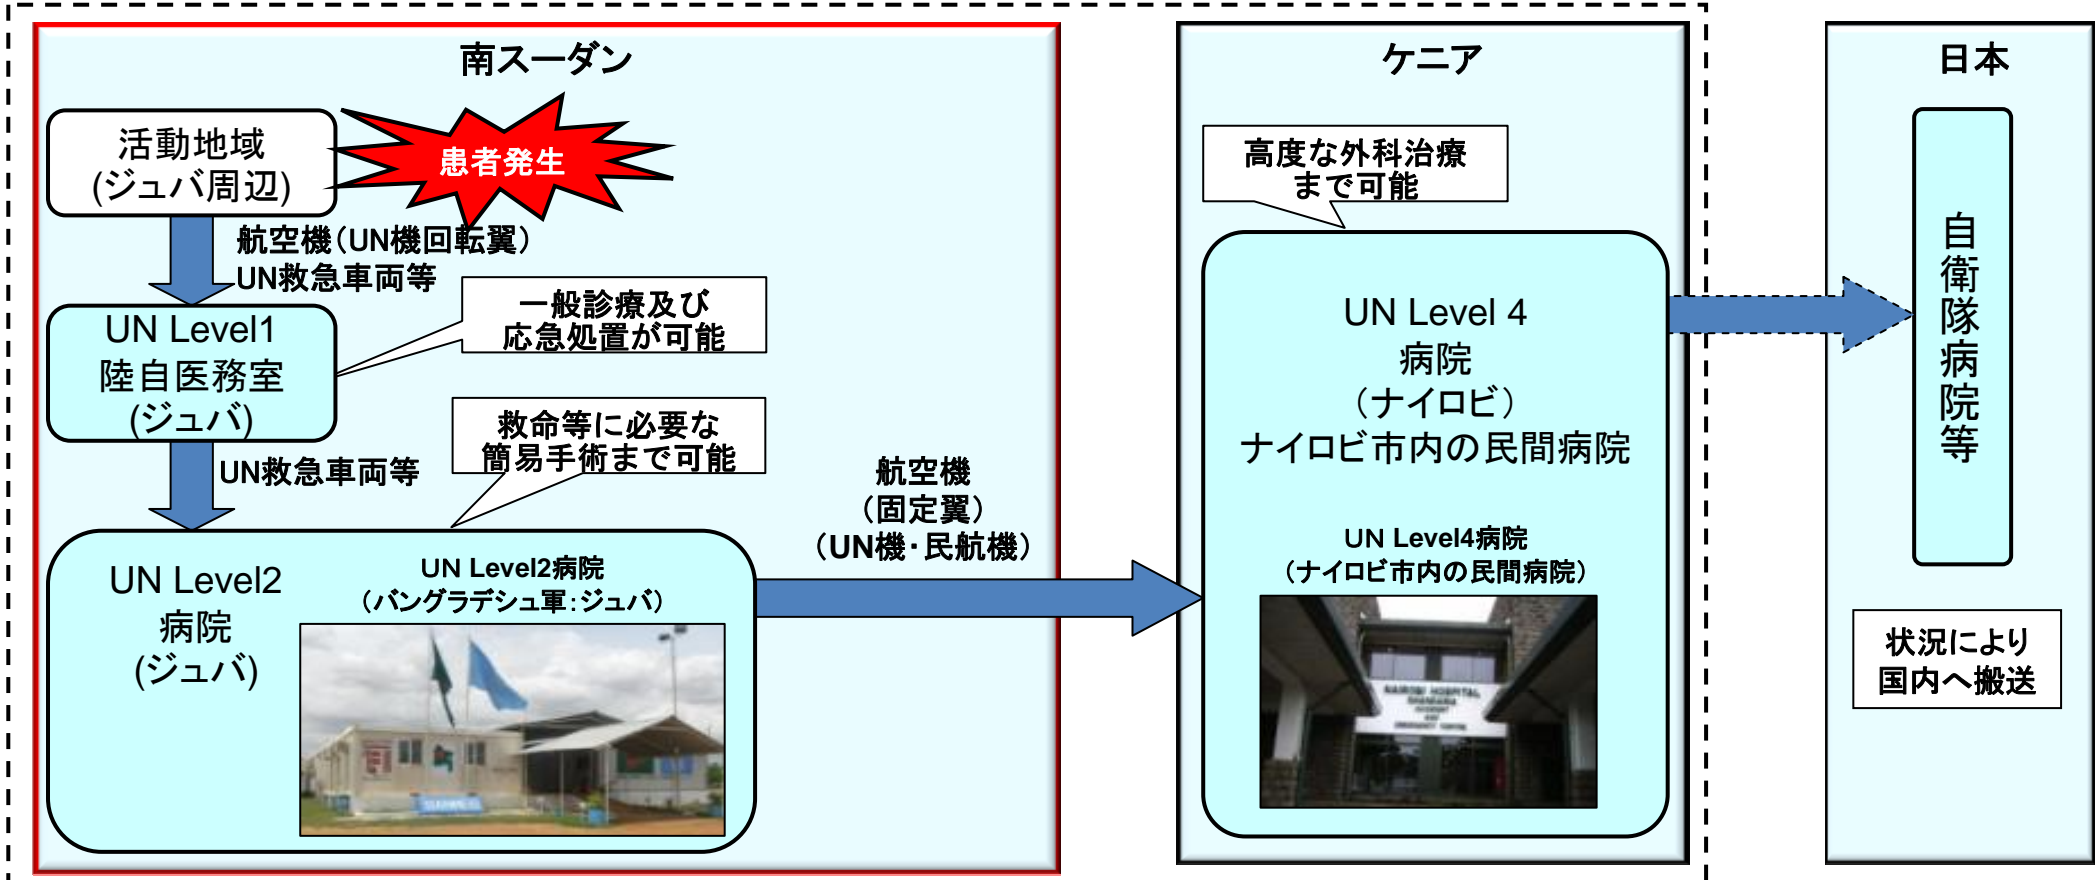 南スーダン
活動地域
(ジュバ周辺)
患者発生
航空機（UN機回転翼）
UN救急車両等
UN Level1
陸自医務室
(ジュバ)
一般診療及び
応急処置が可能
UN救急車両等
救命等に必要な
簡易手術まで可能
UN Level2
病院
(ジュバ)
UN Level2病院
（バングラデシュ軍：ジュバ）
航空機
（固定翼）
（UN機・民航機）
ケニア
高度な外科治療
まで可能
UN Level 4
病院
（ナイロビ）
ナイロビ市内の民間病院
UN Level4病院
（ナイロビ市内の民間病院）
NAIROBI HOSPITAL
日本
自衛隊病院等
状況により
国内へ搬送